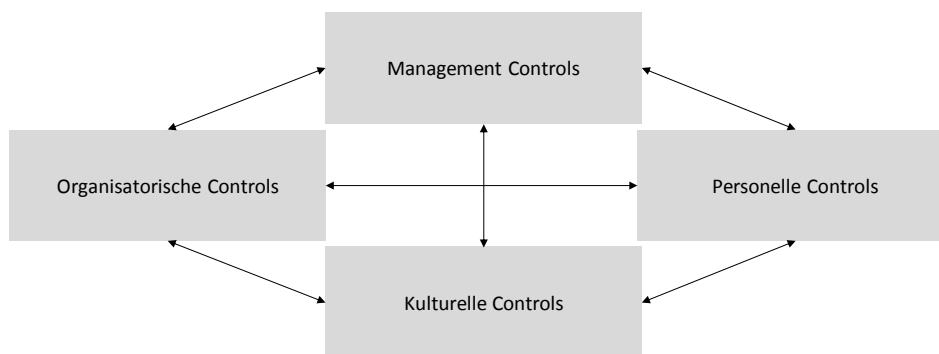 Management Controls
Organisatorische Controls
Personelle Controls
Kulturelle Controls